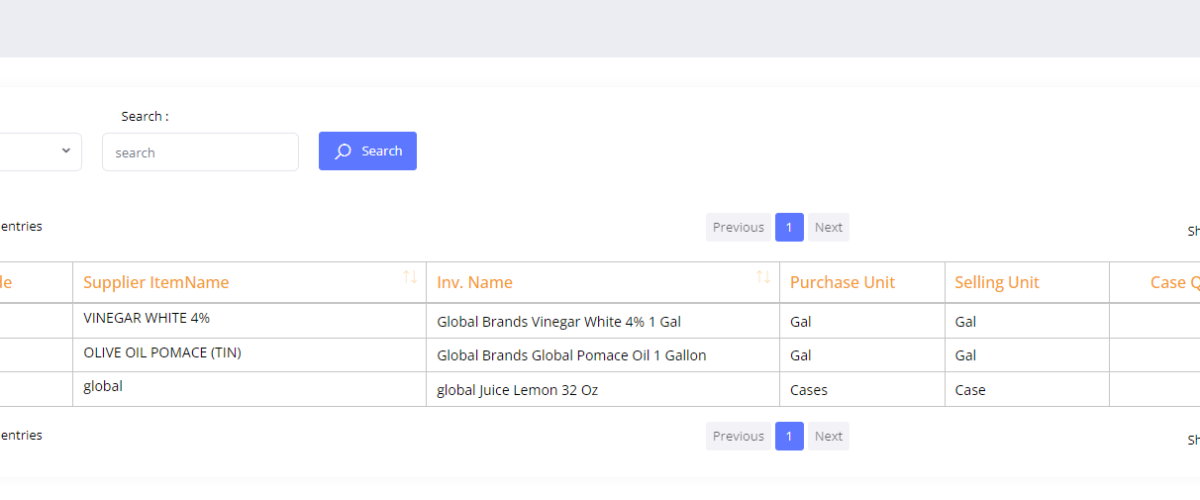 Search :
search Search
entries Previous 1 Next Sh
de Supplier ItemName Inv. Name Purchase Unit Selling Unit Case Q
VINEGAR WHITE 4% Global Brands Vinegar White 4% 1 Gal Gal Gal
OLIVE OIL POMACE (TIN) Global Brands Global Pomace Oil 1 Gallon Gal Gal
global global Juice Lemon 32 Oz Cases Case
entries Previous 1 Next Sh